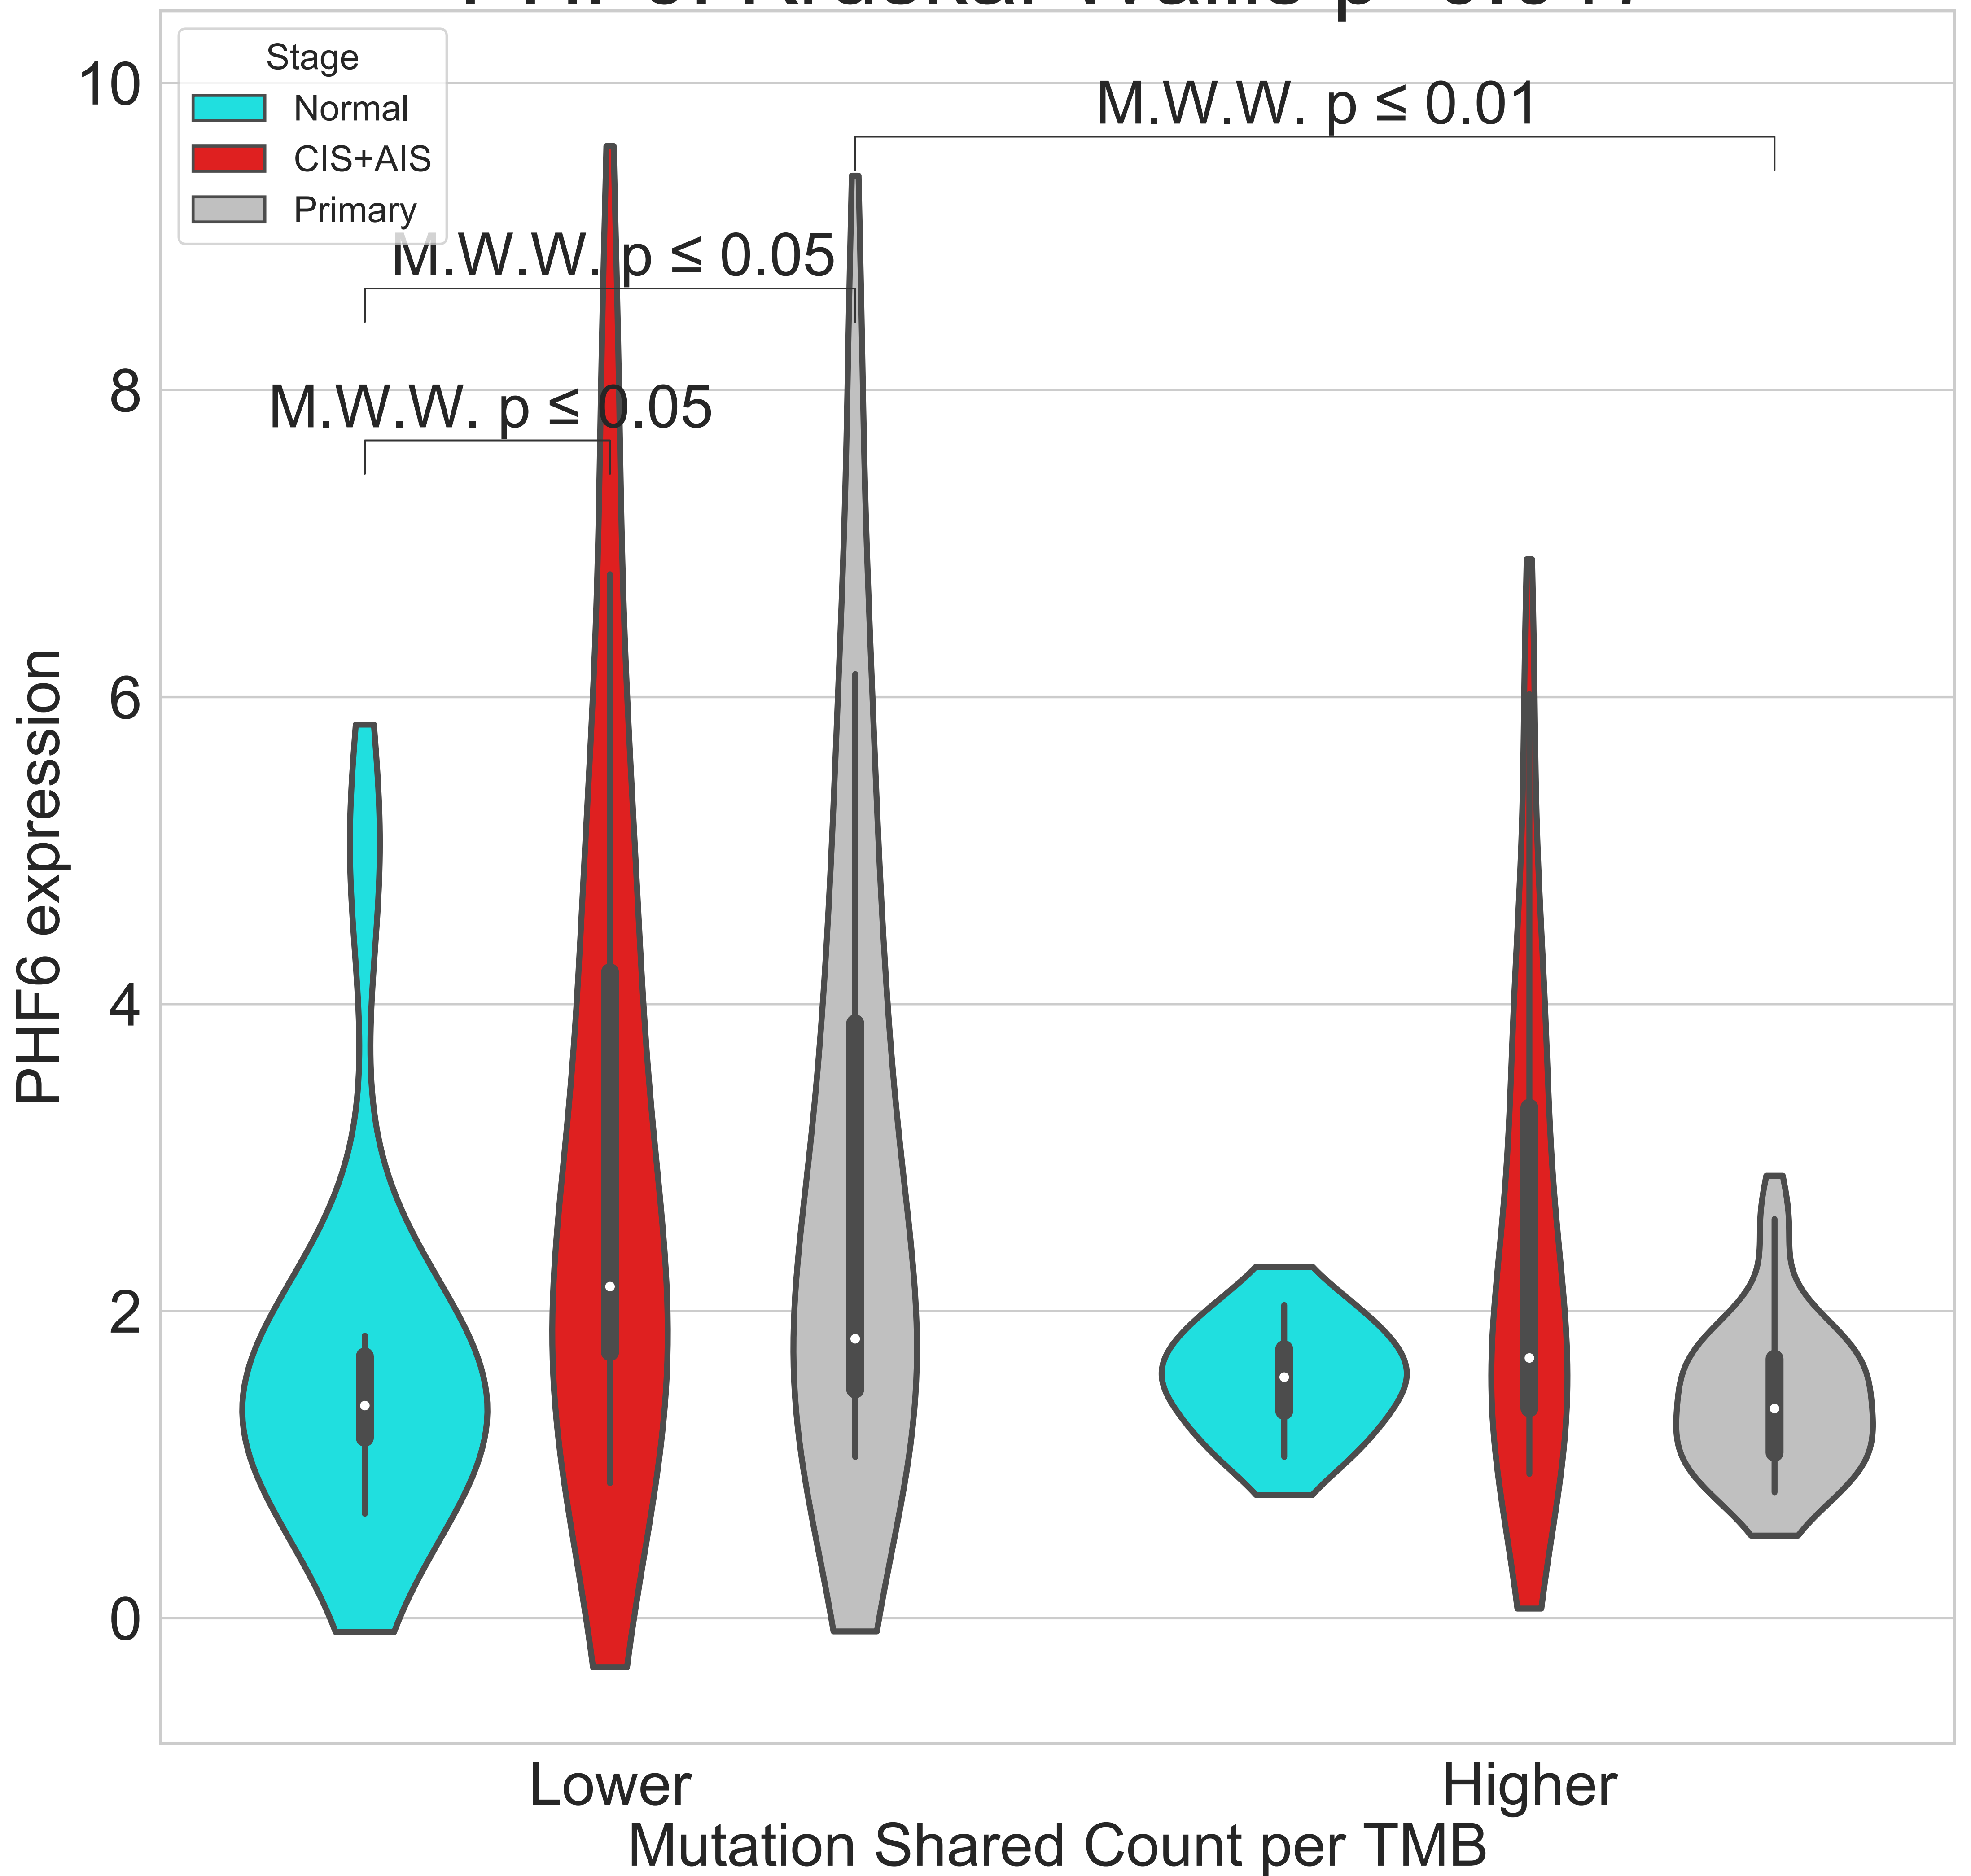 10
8
6
4
2
0
PHF6 expression
Stage
Normal
CIS+AIS
Primary
M.W.W. p ≤ 0.01
M.W.W. p ≤ 0.05
M.W.W. p ≤ 0.05
Lower
Higher
Mutation Shared Count per TMB